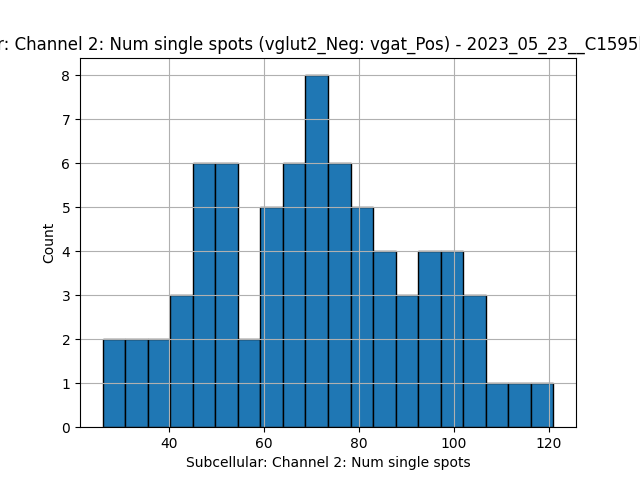 : Channel 2: Num single spots (vglut2_Neg: vgat_Pos) - 2023_05_23__C1595
8
7
6
5
4
3
2
1
0
Count
40 60 80 100 120
Subcellular: Channel 2: Num single spots